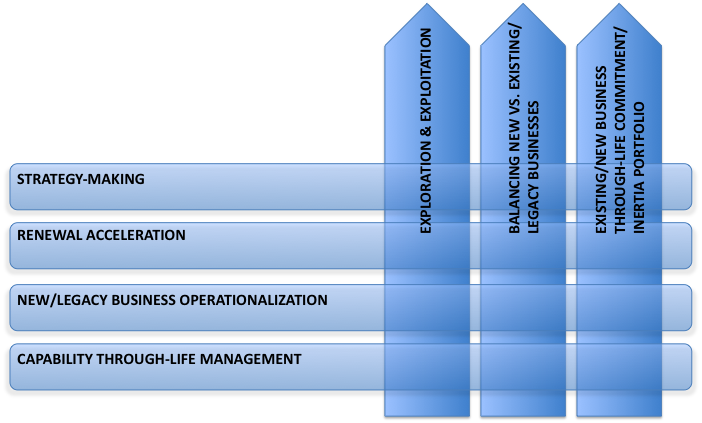 EXPLORATION & EXPLOITATION
BALANCING NEW VS. EXISTING/
LEGACY BUSINESSES
EXISTING/NEW BUSINESS
THROUGH-LIFE COMMITMENT/
INERTIA PORTFOLIO
STRATEGY-MAKING
RENEWAL ACCELERATION
NEW/LEGACY BUSINESS OPERATIONALIZATION
CAPABILITY THROUGH-LIFE MANAGEMENT